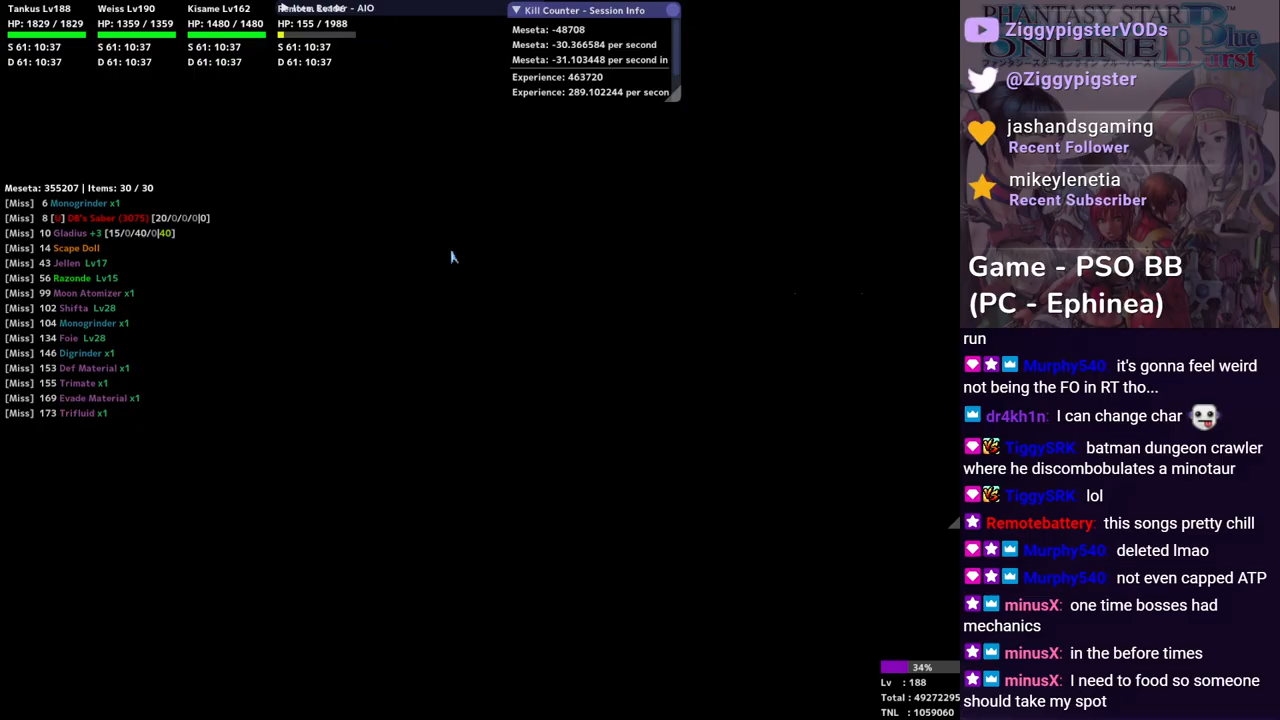 Tankus Lv188
HP: 1829 / 1829
S 61: 10:37
D 61: 10:37
Weiss Lv190
HP: 1359 / 1359
S 61: 10:37
D 61: 10:37
Kisame Lv162
HP: 1480 / 1480
S 61: 10:37
D 61: 10:37
- AIO
HP: 155 / 1988
S 61: 10:37
D 61: 10:37
Kill Counter - Session Info
Meseta: -48708
Meseta: -30.366584 per second
Meseta: -31.103448 per second in
Experience: 463720
Experience: 289.102244 per secon
Meseta: 355207 | Items: 30 / 30
[Miss] 6 Monogrinder x1
[Miss] 8 [U] DB's Saber (3075) [20/0/0/0|0]
[Miss] 10 Gladius +3 [15/0/40/0|40]
[Miss] 14 Scape Doll
[Miss] 43 Jellen Lv17
[Miss] 56 Razonde Lv15
[Miss] 99 Moon Atomizer x1
[Miss] 102 Shifta Lv28
[Miss] 104 Monogrinder x1
[Miss] 134 Foie Lv28
[Miss] 146 Digrinder x1
[Miss] 153 Def Material x1
[Miss] 155 Trimate x1
[Miss] 169 Evade Material x1
[Miss] 173 Trifluid x1
34%
Lv : 188
Total : 49272295
TNL : 1059060
PHANTASY STAR
ONLINE Blue
Burst
ZiggypigsterVODs
@Ziggypigster
jashandsgaming
Recent Follower
mikeylenetia
Recent Subscriber
Game - PSO BB
(PC - Ephinea)
run
Murphy540 it's gonna feel weird
not being the FO in RT tho...
dr4kh1n: I can change char
TiggySRK batman dungeon crawler
where he discombobulates a minotaur
TiggySRK lol
Remotebattery: this songs pretty chill
Murphy540 deleted lmao
Murphy540 not even capped ATP
minusX: one time bosses had
mechanics
minusX: in the before times
minusX: I need to food so someone
should take my spot